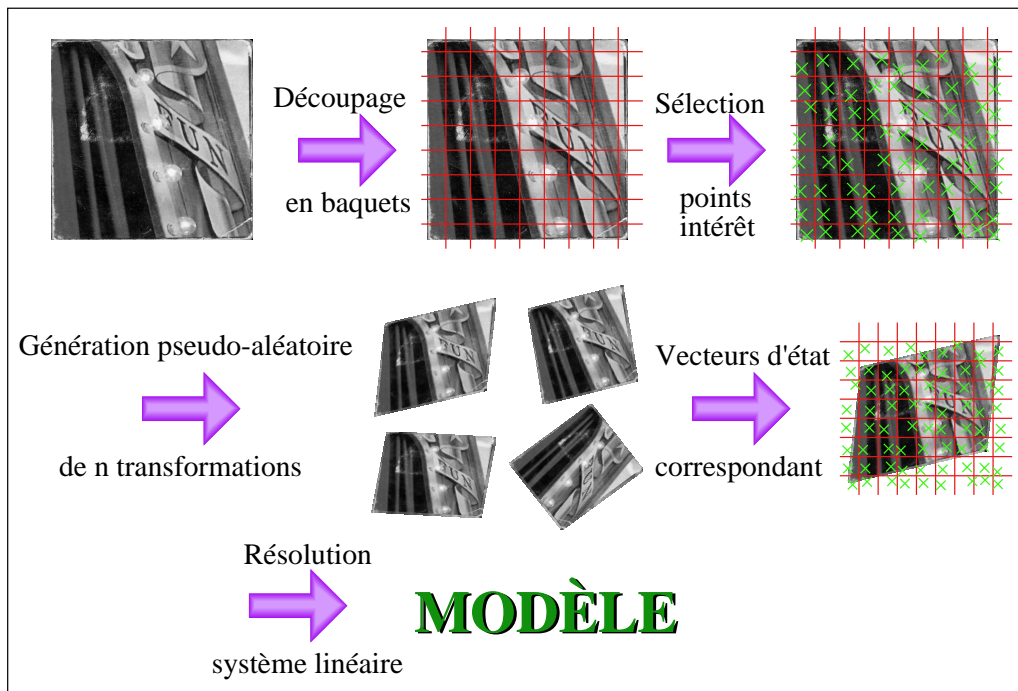 Découpage
en baquets
Sélection
points
intérêt
Génération pseudo-aléatoire
de n transformations
Vecteurs d'état
correspondant
Résolution
système linéaire
MODÈLE